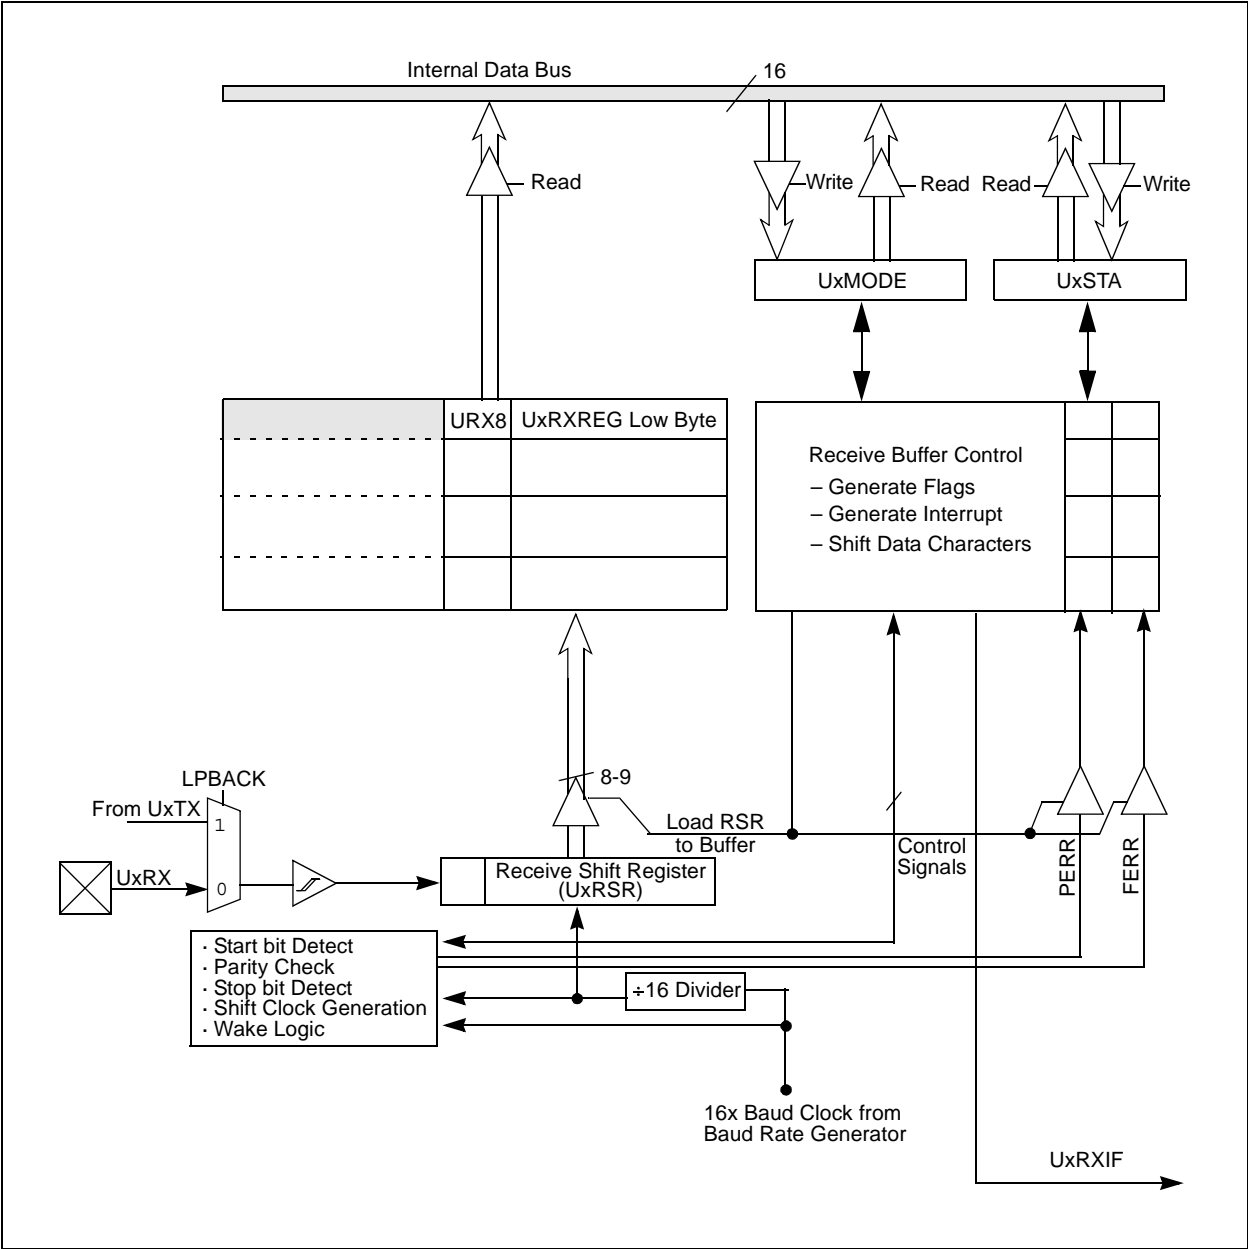 Internal Data Bus
16
Read
Write
Read
Read
Write
UxMODE
UxSTA
URX8
UxRXREG Low Byte
Receive Buffer Control
– Generate Flags
– Generate Interrupt
– Shift Data Characters
LPBACK
8-9
From UxTX
1
Load RSR
to Buffer
Control
Signals
PERR
FERR
UxRX
0
Receive Shift Register
(UxRSR)
· Start bit Detect
· Parity Check
· Stop bit Detect
· Shift Clock Generation
· Wake Logic
÷16 Divider
16x Baud Clock from
Baud Rate Generator
UxRXIF